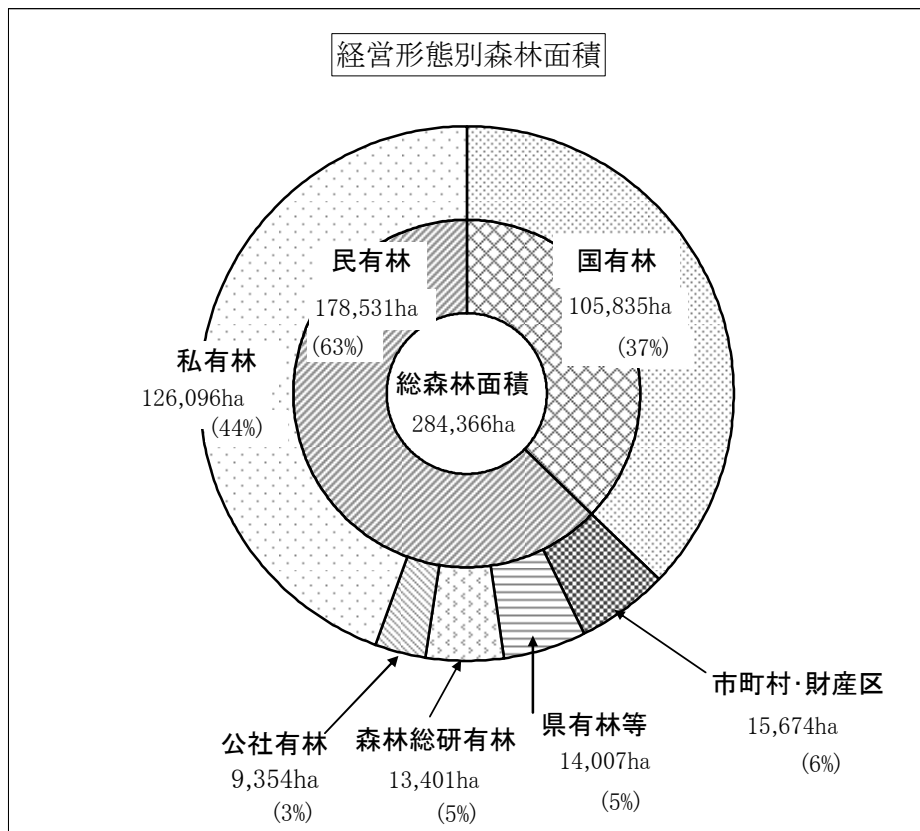 経営形態別森林面積
民有林
178,531ha
(63%)
国有林
105,835ha
(37%)
私有林
126,096ha
(44%)
総森林面積
284,366ha
市町村・財産区
15,674ha
(6%)
県有林等
14,007ha
(5%)
森林総研有林
13,401ha
(5%)
公社有林
9,354ha
(3%)